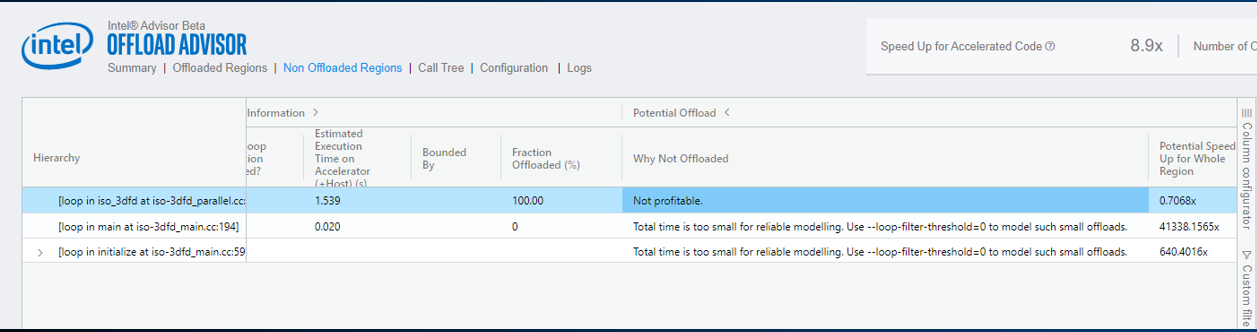 Intel® Advisor Beta
intel
OFFLOAD ADVISOR
Summary | Offloaded Regions | Non Offloaded Regions | Call Tree | Configuration | Logs
Speed Up for Accelerated Code ? 8.9x Number of
Information > Potential Offload <
Hierarchy
Estimated
Execution
Time on
Accelerator
(+Host) (s)
Bounded
By
Fraction
Offloaded (%)
Why Not Offloaded
Potential Speed
Up for Whole
Region
[loop in iso_3dfd at iso-3dfd_parallel.cc: 1.539 100.00 Not profitable. 0.7068x
[loop in main at iso-3dfd_main.cc:194] 0.020 0 Total time is too small for reliable modelling. Use --loop-filter-threshold=0 to model such small offloads. 41338.1565x
> [loop in initialize at iso-3dfd_main.cc:59 Total time is too small for reliable modelling. Use --loop-filter-threshold=0 to model such small offloads. 640.4016x
Column configurator
Custom filte